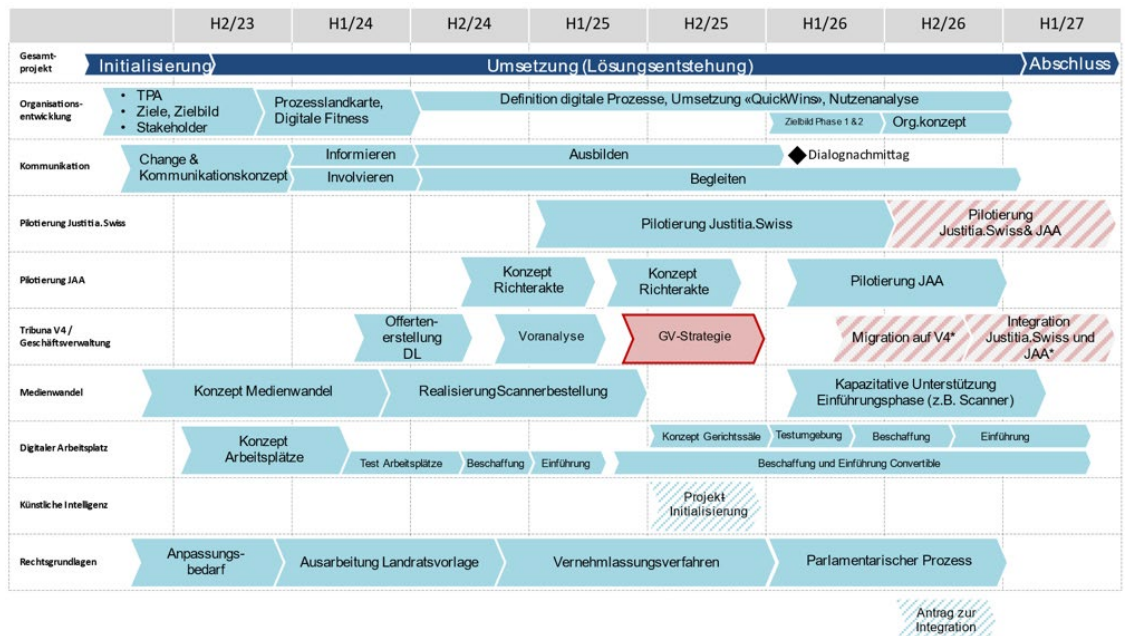 H2/23 H1/24 H2/24 H1/25 H2/25 H1/26 H2/26 H1/27
Gesamt-
projekt
Initialisierung Umsetzung (Lösungsentstehung) Abschluss
Organisations-
entwicklung
• TPA
• Ziele, Zielbild
• Stakeholder
Prozesslandkarte,
Digitale Fitness
Definition digitale Prozesse, Umsetzung «QuickWins», Nutzenanalyse
Zielbild Phase 1 & 2 Org.konzept
Kommunikation
Change &
Kommunikationskonzept
Informieren Ausbilden Dialognachmittag
Involvieren Begleiten
Pilotierung Justitia.Swiss
Pilotierung Justitia.Swiss
Pilotierung
Justitia.Swiss& JAA
Pilotierung JAA
Konzept
Richterakte
Konzept
Richterakte
Pilotierung JAA
Tribuna V4 /
Geschäftsverwaltung
Offerten-
erstellung
DL
Voranalyse
GV-Strategie
Migration auf V4*
Integration
Justitia.Swiss und
JAA*
Medienwandel
Konzept Medienwandel
RealisierungScannerbestellung
Kapazitative Unterstützung
Einführungsphase (z.B. Scanner)
Digitaler Arbeitsplatz
Konzept
Arbeitsplätze
Konzept Gerichtssäle Testumgebung Beschaffung Einführung
Test Arbeitsplätze Beschaffung Einführung Beschaffung und Einführung Convertible
Künstliche Intelligenz
Projekt
Initialisierung
Rechtsgrundlagen
Anpassungs-
bedarf
Ausarbeitung Landratsvorlage
Vernehmlassungsverfahren
Parlamentarischer Prozess
Antrag zur
Integration